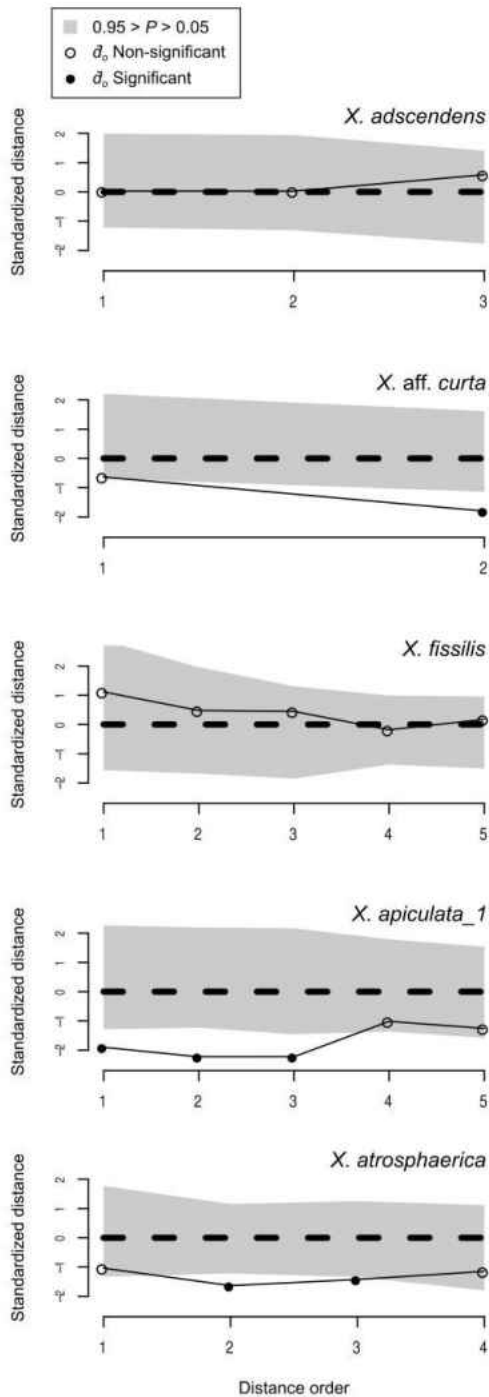 0.95 > P > 0.05
d̄ₒ Non-significant
d̄ₒ Significant
X. adscendens
Standardized distance
2
1
0
-1
-2
1 2 3
X. aff. curta
Standardized distance
2
1
0
-1
-2
1 2
X. fissilis
Standardized distance
2
1
0
-1
-2
1 2 3 4 5
X. apiculata_1
Standardized distance
2
1
0
-1
-2
1 2 3 4 5
X. atrosphaerica
Standardized distance
2
1
0
-1
-2
1 2 3 4
Distance order